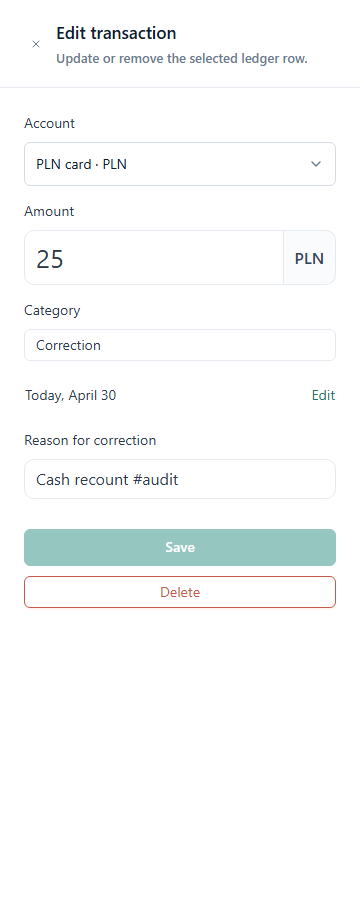 Edit transaction
Update or remove the selected ledger row.
Account
PLN card · PLN
Amount
25
PLN
Category
Correction
Today, April 30
Edit
Reason for correction
Cash recount #audit
Save
Delete